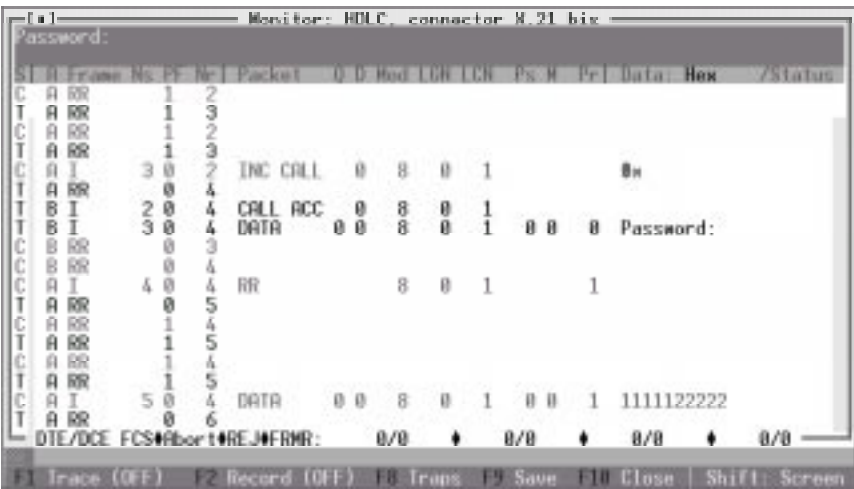 [■] Monitor: HDLC, connector X.21 bis
Password:
S A Frame Ns PF Nr Packet Q D Mod LGN LCN Ps M Pr Data: Hex /Status
C A RR 1 2
T A RR 1 3
C A RR 1 2
T A RR 1 3
C A I 3 0 2 INC CALL 0 8 0 1
T A RR 0 4
T B I 2 0 4 CALL ACC 0 8 0 1
T B I 3 0 4 DATA 0 0 8 0 1 0 0 0 Password:
C B RR 0 3
C B RR 0 4
C A I 4 0 4 RR 8 0 1 1
T A RR 0 5
C A RR 1 4
T A RR 1 5
C A RR 1 4
T A RR 1 5
C A I 5 0 4 DATA 0 0 8 0 1 0 0 1 1111122222
T A RR 0 6
DTE/DCE FCS♦Abort♦REJ♦FRMR: 0/0 ♦ 0/0 ♦ 0/0 ♦ 0/0
F1 Trace (OFF) F2 Record (OFF) F8 Traps F9 Save F10 Close | Shift: Screen